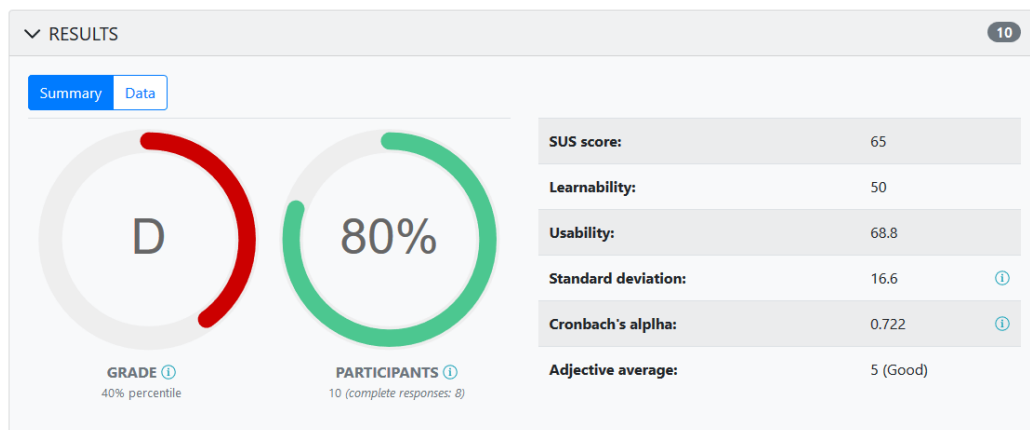 RESULTS 10
Summary Data
D
GRADE
40% percentile
80%
PARTICIPANTS
10 (complete responses: 8)
SUS score: 65
Learnability: 50
Usability: 68.8
Standard deviation: 16.6
Cronbach's alplha: 0.722
Adjective average: 5 (Good)